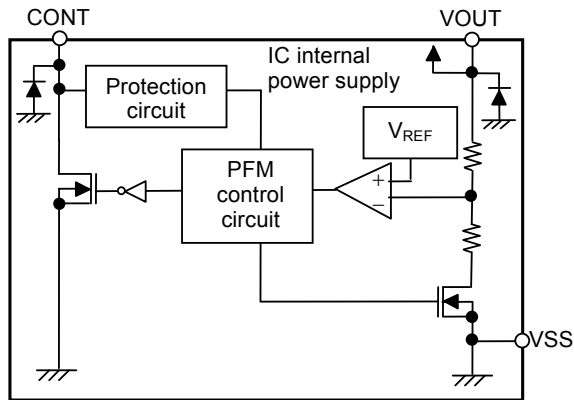 CONT
VOUT
IC internal
power supply
Protection
circuit
VREF
PFM
control
circuit
+
−
VSS